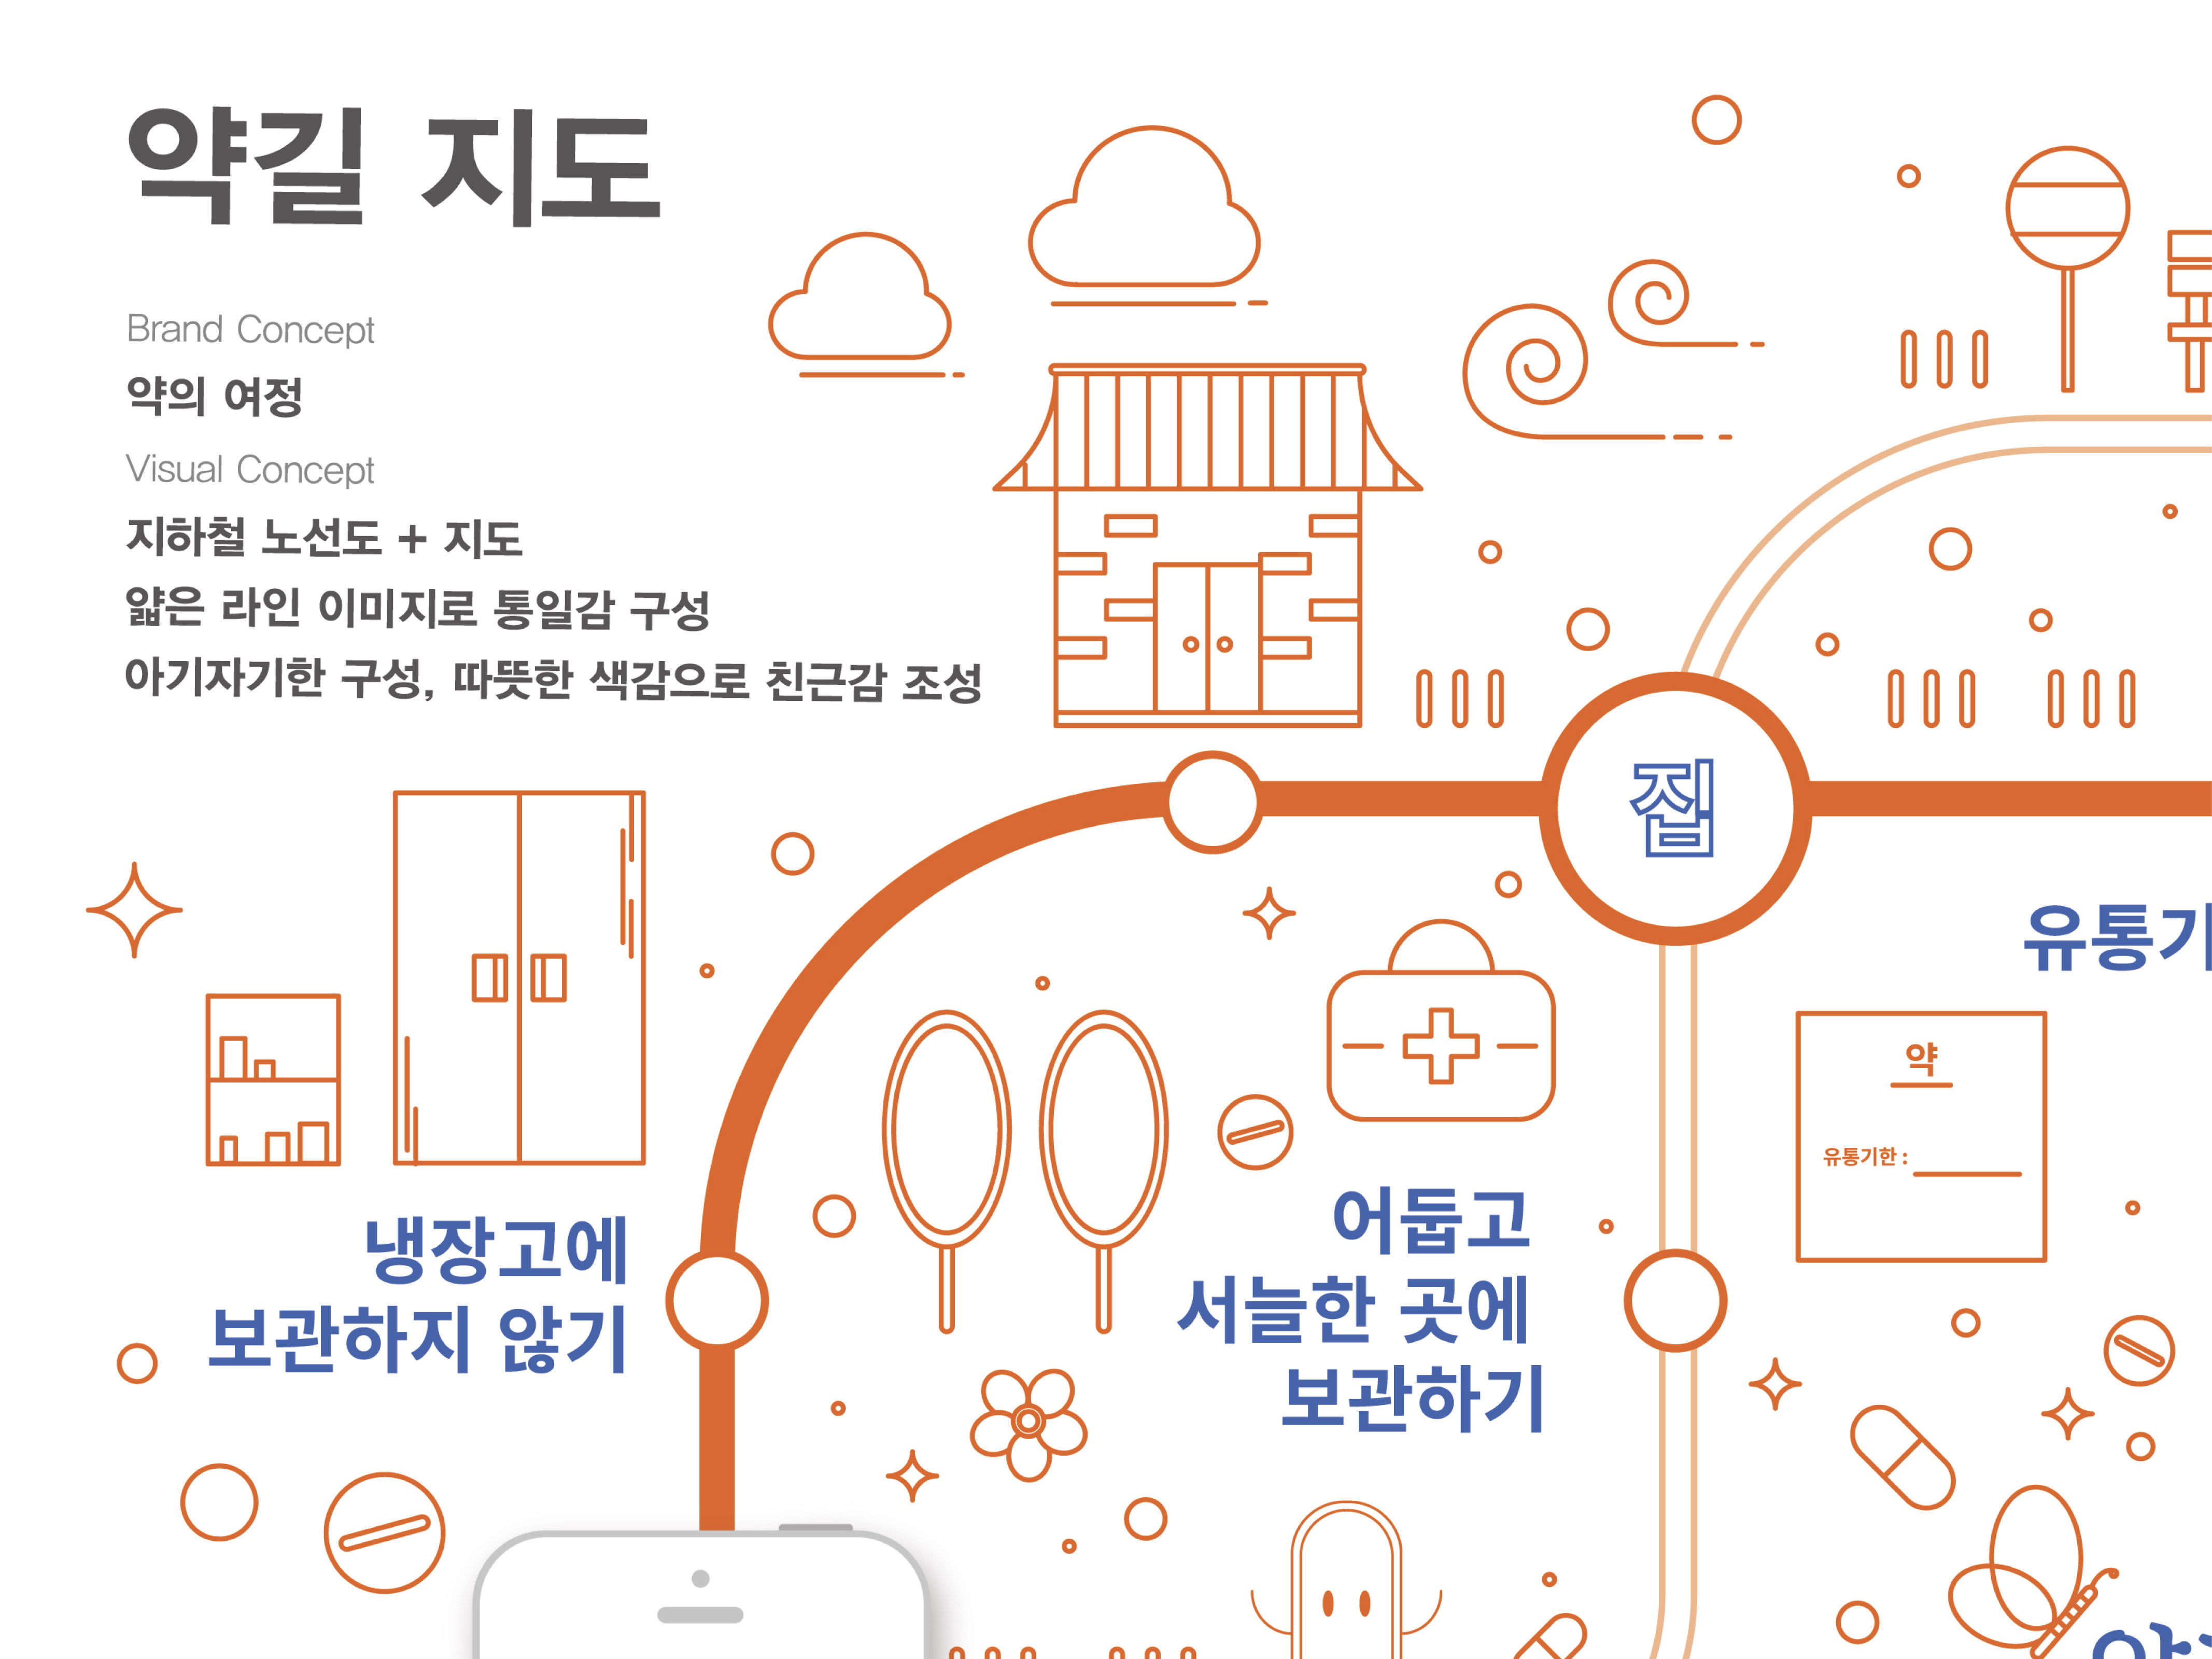 약길 지도
Brand Concept
약의 여정
Visual Concept
지하철 노선도 + 지도
얇은 라인 이미지로 통일감 구성
아기자기한 구성, 따뜻한 색감으로 친근감 조성
집
유통기
약
유통기한 :
냉장고에
보관하지 않기
어둡고
서늘한 곳에
보관하기